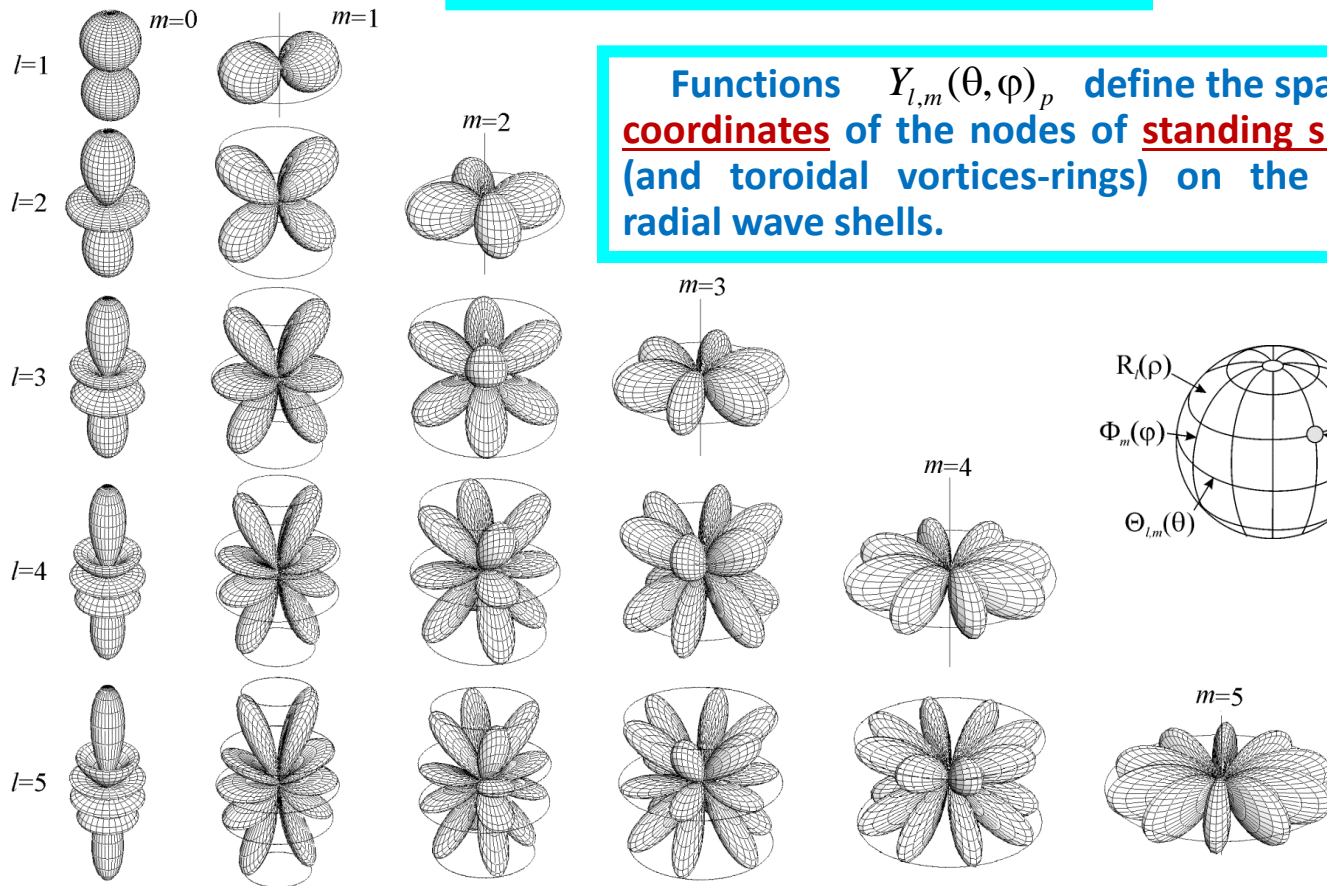 m=0
m=1
l=1
Functions Y_{l,m}(θ,φ)_p define the
coordinates of the nodes of standing
(and toroidal vortices-rings) on the
radial wave shells.
m=2
l=2
m=3
l=3
R_l(ρ)
Φ_m(φ)
m=4
Θ_{l,m}(θ)
l=4
m=5
l=5